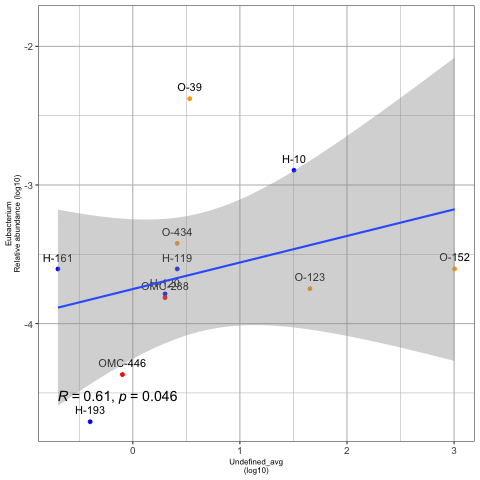 -2
O-39
H-10
-3
O-434
H-161
H-119
O-152
O-123
OMC-288
-4
OMC-446
R = 0.61, p = 0.046
H-193
0
1
2
3
Undefined_avg
(log10)
Eubacterium
Relative abundance (log10)